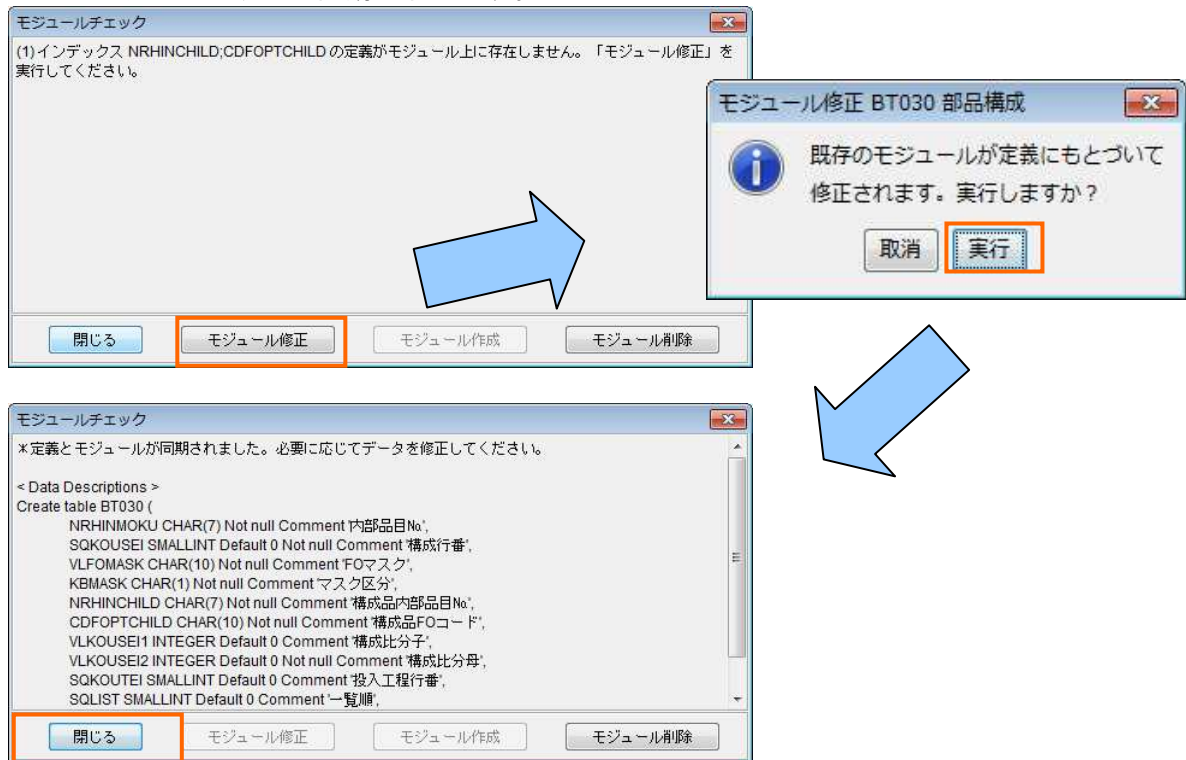 モジュールチェック
(1)インデックス NRHINCHILD;CDFOPTCHILD の定義がモジュール上に存在しません。「モジュール修正」を
実行してください。
閉じる
モジュール修正
モジュール作成
モジュール削除
モジュール修正 BT030 部品構成
既存のモジュールが定義にもとづいて
修正されます。実行しますか？
取消
実行
モジュールチェック
*定義とモジュールが同期されました。必要に応じてデータを修正してください。
< Data Descriptions >
Create table BT030 (
NRHINMOKU CHAR(7) Not null Comment '内部品目№',
SQKOUSEI SMALLINT Default 0 Not null Comment '構成行番',
VLFOMASK CHAR(10) Not null Comment 'FOマスク',
KBMASK CHAR(1) Not null Comment 'マスク区分',
NRHINCHILD CHAR(7) Not null Comment '構成品内部品目№',
CDFOPTCHILD CHAR(10) Not null Comment '構成品FOコード',
VLKOUSEI1 INTEGER Default 0 Comment '構成比分子',
VLKOUSEI2 INTEGER Default 0 Not null Comment '構成比分母',
SQKOUTEI SMALLINT Default 0 Comment '投入工程行番',
SQLIST SMALLINT Default 0 Comment '一覧順',
閉じる
モジュール修正
モジュール作成
モジュール削除